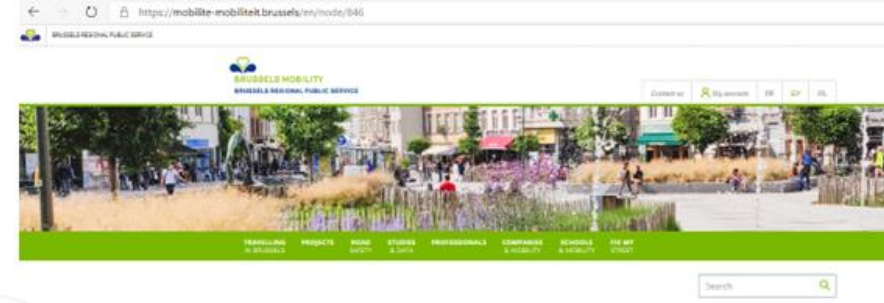 https://mobilite-mobiliteit.brussels/en/node/846
BRUSSELS REGIONAL PUBLIC SERVICE
BRUSSELS MOBILITY
BRUSSELS REGIONAL PUBLIC SERVICE
Contact us My account FR EN NL
TRAVELLING IN BRUSSELS
PROJECTS
ROAD SAFETY
STUDIES & DATA
PROFESSIONALS
COMPANIES & MOBILITY
SCHOOLS & MOBILITY
FIX MY STREET
Search